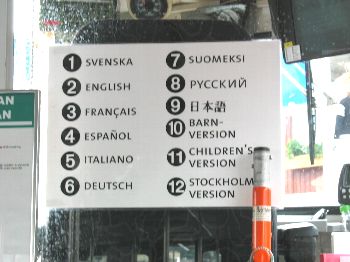 1 SVENSKA
2 ENGLISH
3 FRANÇAIS
4 ESPAÑOL
5 ITALIANO
6 DEUTSCH
7 SUOMEKSI
8 РУССКИЙ
9 日本語
10 BARN-
VERSION
11 CHILDREN'S
VERSION
12 STOCKHOLM
VERSION